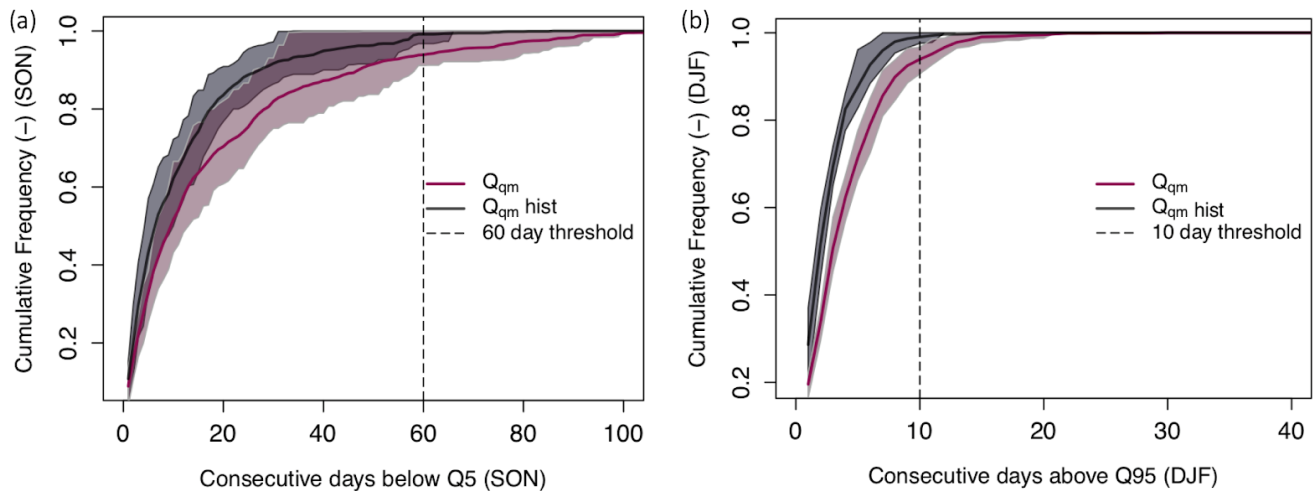 (a)
Cumulative Frequency (−) (SON)
1.0
0.8
0.6
0.4
0.2
Qqm
Qqm hist
60 day threshold
0 20 40 60 80 100
Consecutive days below Q5 (SON)
(b)
Cumulative Frequency (−) (DJF)
1.0
0.8
0.6
0.4
0.2
Qqm
Qqm hist
10 day threshold
0 10 20 30 40
Consecutive days above Q95 (DJF)